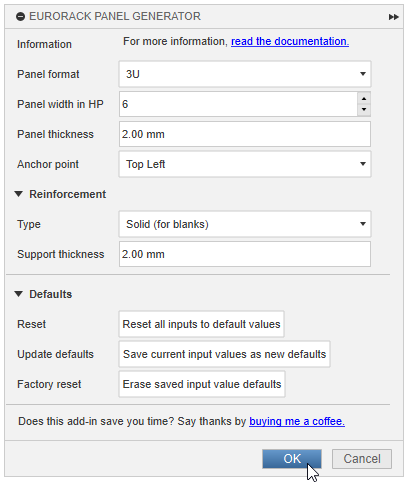 EURORACK PANEL GENERATOR
Information For more information, read the documentation.
Panel format 3U
Panel width in HP 6
Panel thickness 2.00 mm
Anchor point Top Left
Reinforcement
Type Solid (for blanks)
Support thickness 2.00 mm
Defaults
Reset Reset all inputs to default values
Update defaults Save current input values as new defaults
Factory reset Erase saved input value defaults
Does this add-in save you time? Say thanks by buying me a coffee.
OK Cancel